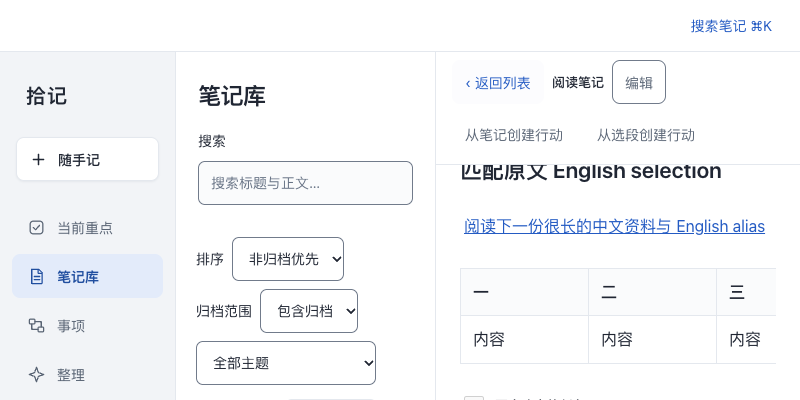 搜索笔记 ⌘K
拾记
随手记
当前重点
笔记库
事项
整理
笔记库
搜索
搜索标题与正文...
排序 非归档优先
归档范围 包含归档
全部主题
‹ 返回列表 阅读笔记 编辑
从笔记创建行动 从选段创建行动
匹配原文 English selection
阅读下一份很长的中文资料与 English alias
一 二 三
内容 内容 内容